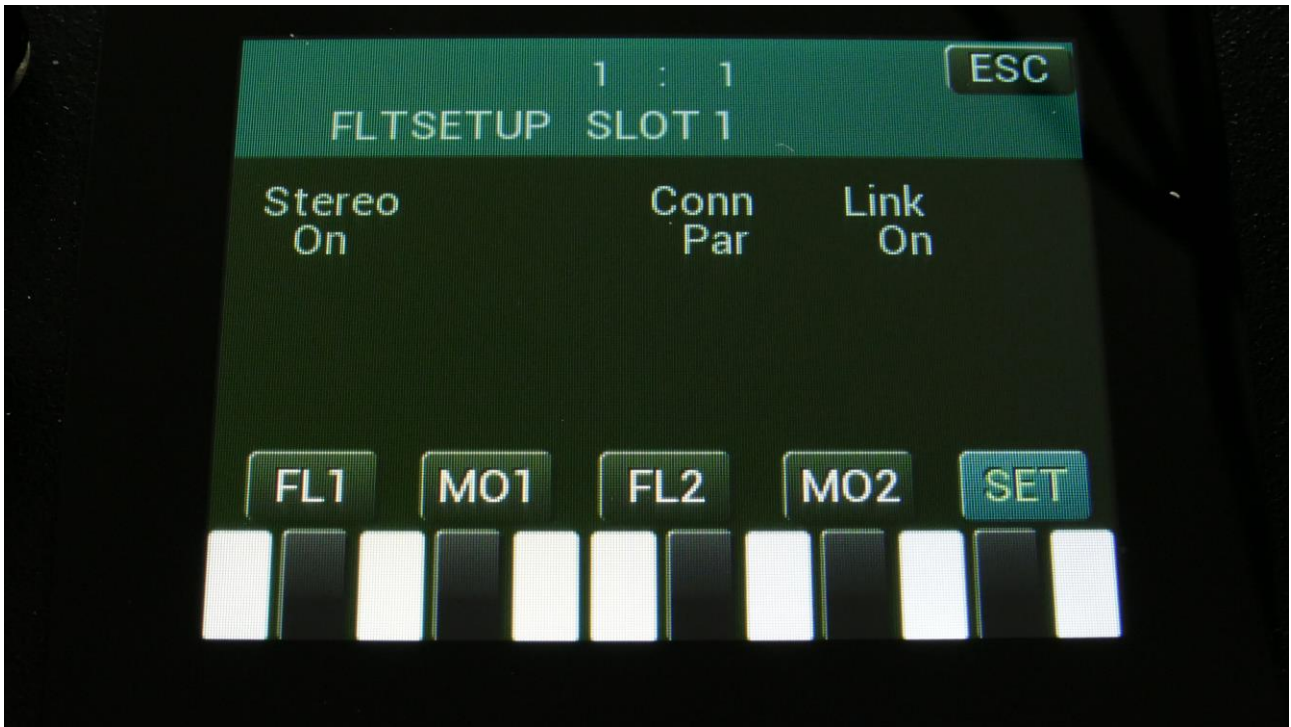 1 : 1 ESC
FLTSETUP SLOT 1
Stereo Conn Link
On Par On
FL1 MO1 FL2 MO2 SET